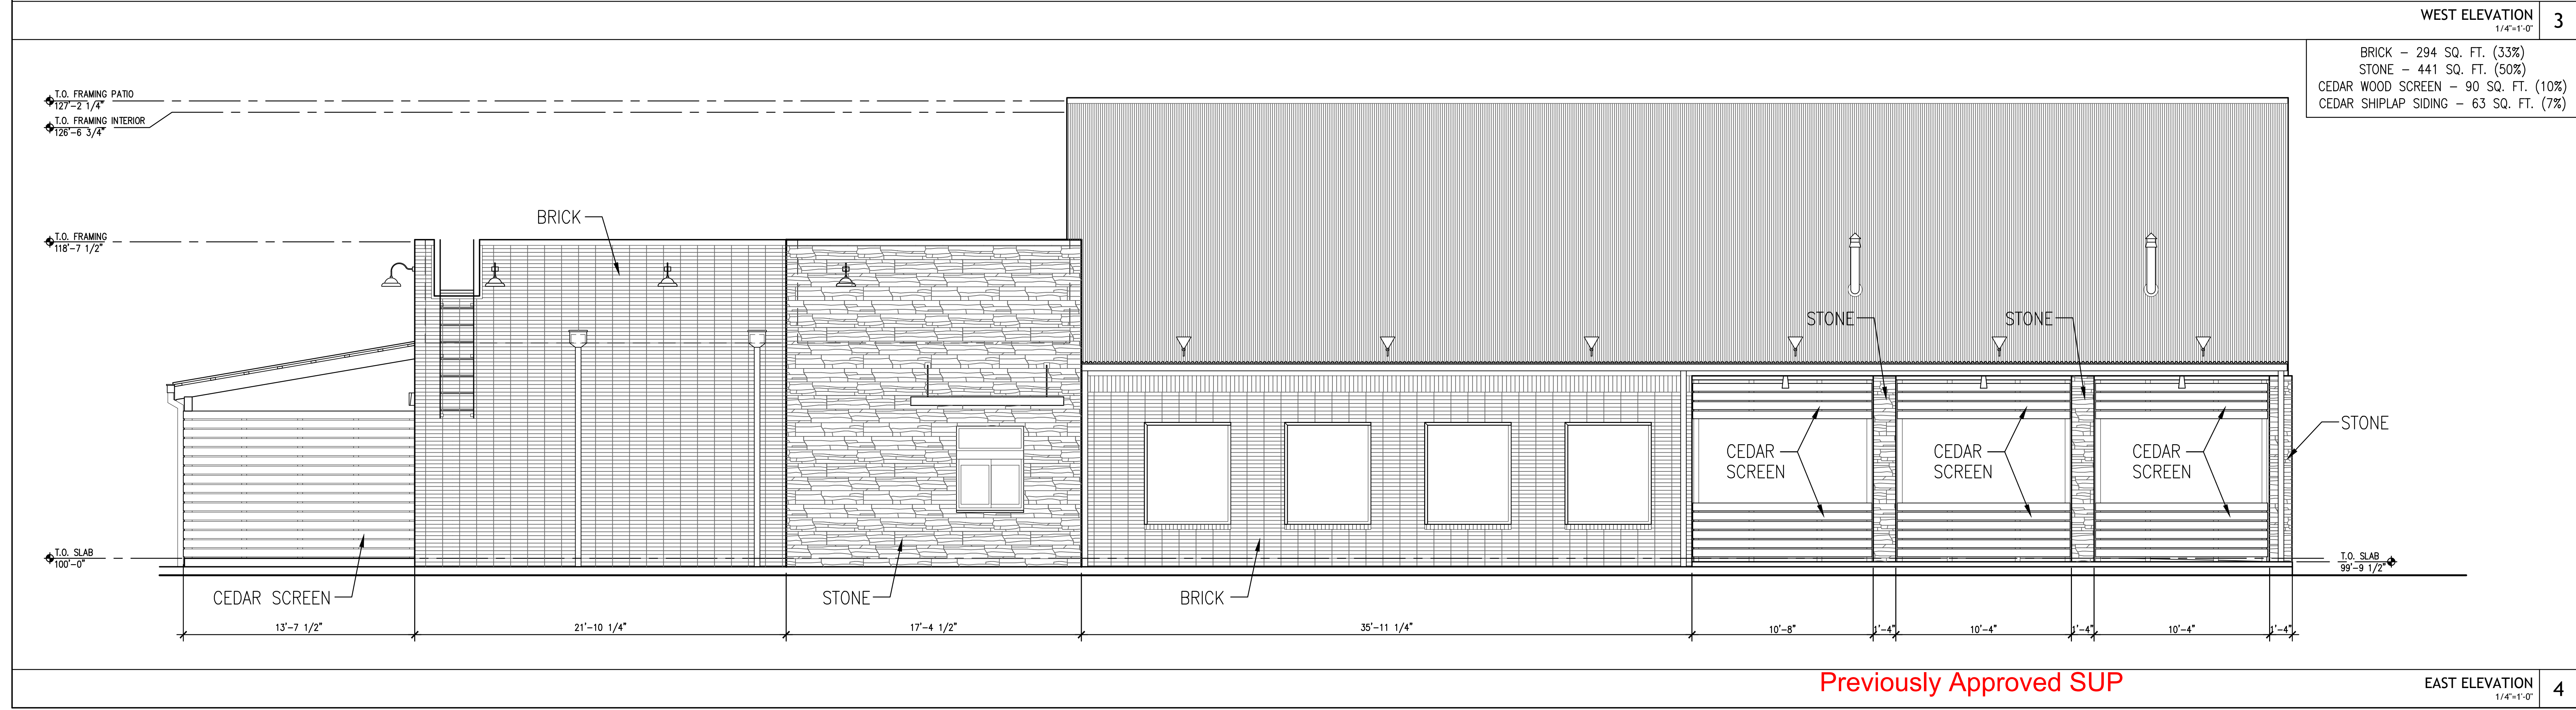 WEST ELEVATION
1/4"=1'-0"
3
BRICK – 294 SQ. FT. (33%)
STONE – 441 SQ. FT. (50%)
CEDAR WOOD SCREEN – 90 SQ. FT. (10%)
CEDAR SHIPLAP SIDING – 63 SQ. FT. (7%)
T.O. FRAMING PATIO
127'-2 1/4"
T.O. FRAMING INTERIOR
126'-6 3/4"
BRICK
T.O. FRAMING
118'-7 1/2"
STONE
STONE
STONE
CEDAR
SCREEN
CEDAR
SCREEN
CEDAR
SCREEN
T.O. SLAB
100'-0"
T.O. SLAB
99'-9 1/2"
CEDAR SCREEN
STONE
BRICK
13'-7 1/2"
21'-10 1/4"
17'-4 1/2"
35'-11 1/4"
10'-8"
1'-4"
10'-4"
1'-4"
10'-4"
1'-4"
Previously Approved SUP
EAST ELEVATION
1/4"=1'-0"
4